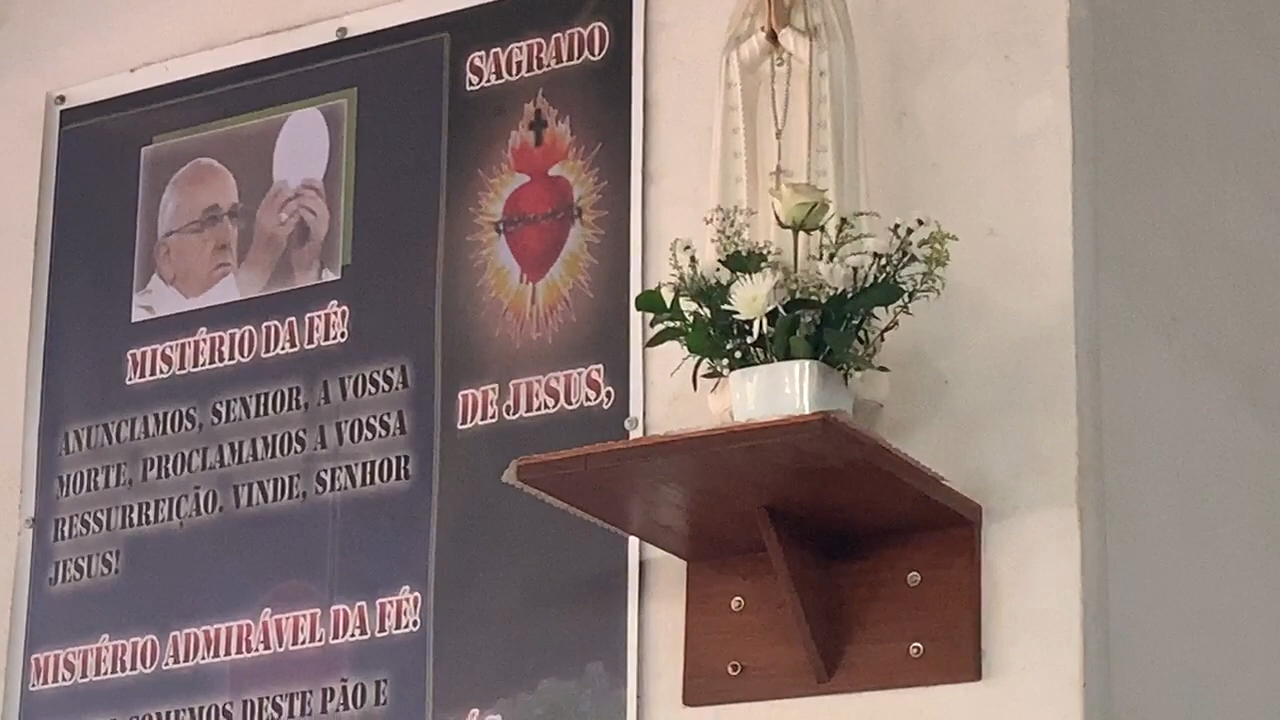 MISTÉRIO DA FÉ!
ANUNCIAMOS, SENHOR, A VOSSA
MORTE, PROCLAMAMOS A VOSSA
RESSURREIÇÃO. VINDE, SENHOR
JESUS!
MISTÉRIO ADMIRÁVEL DA FÉ!
COMEMOS DESTE PÃO E
SAGRADO
DE JESUS,